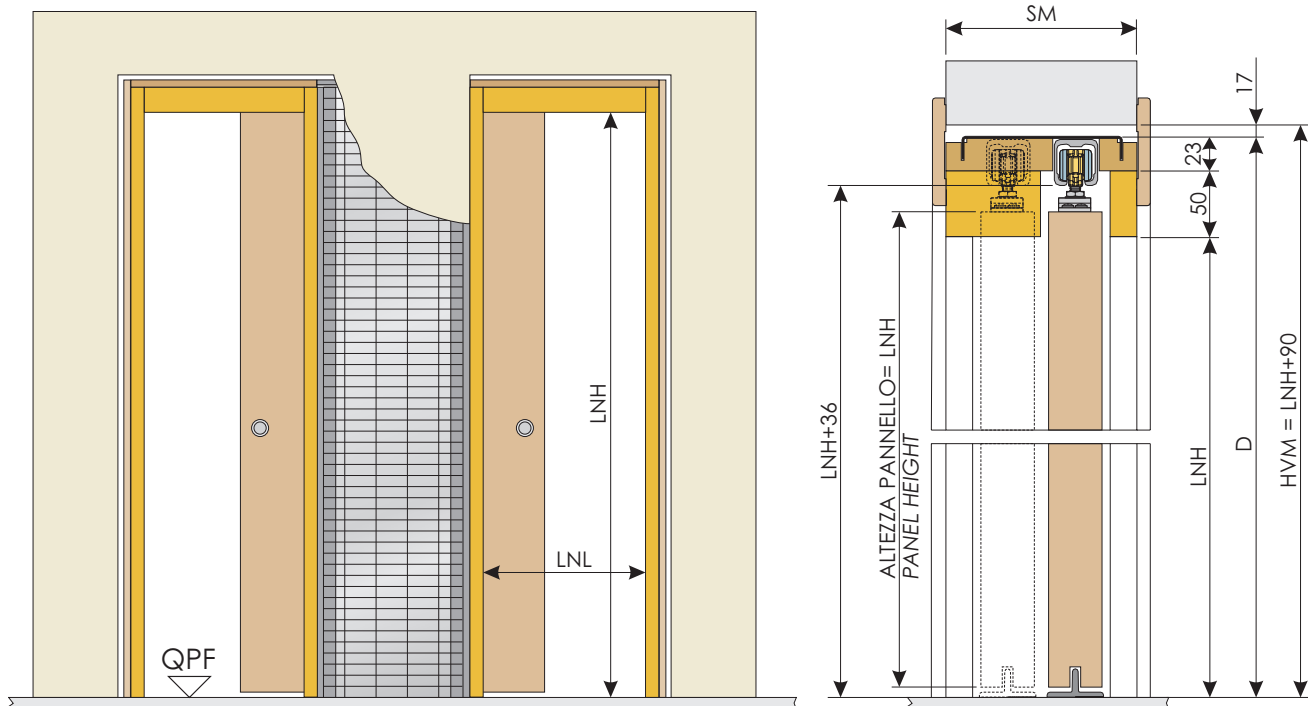 QPF
LNL
LNH
SM
17
23
50
LNH+36
ALTEZZA PANNELLO= LNH
PANEL HEIGHT
LNH
D
HVM = LNH+90